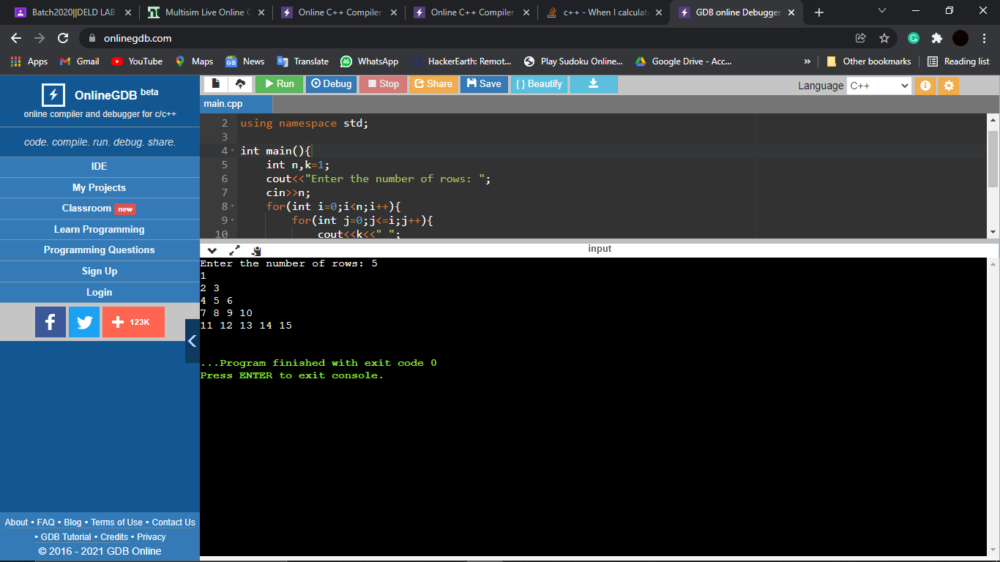 Batch2020||DELD LAB
Multisim Live Online C
Online C++ Compiler
Online C++ Compiler
c++ - When I calculat
GDB online Debugger
onlinegdb.com
Apps
Gmail
YouTube
Maps
News
Translate
46
WhatsApp
HackerEarth: Remot...
Play Sudoku Online...
Google Drive - Acc...
»
Other bookmarks
Reading list
OnlineGDB beta
online compiler and debugger for c/c++
code. compile. run. debug. share.
IDE
My Projects
Classroom new
Learn Programming
Programming Questions
Sign Up
Login
123K
About • FAQ • Blog • Terms of Use • Contact Us
• GDB Tutorial • Credits • Privacy
© 2016 - 2021 GDB Online
Run
Debug
Stop
Share
Save
{ } Beautify
Language C++
main.cpp
2 using namespace std;
3
4 int main(){
5 int n,k=1;
6 cout<<"Enter the number of rows: ";
7 cin>>n;
8 for(int i=0;i<n;i++){
9 for(int j=0;j<=i;j++){
10 cout<<k<<" ";
input
Enter the number of rows: 5
1
2 3
4 5 6
7 8 9 10
11 12 13 14 15
...Program finished with exit code 0
Press ENTER to exit console.